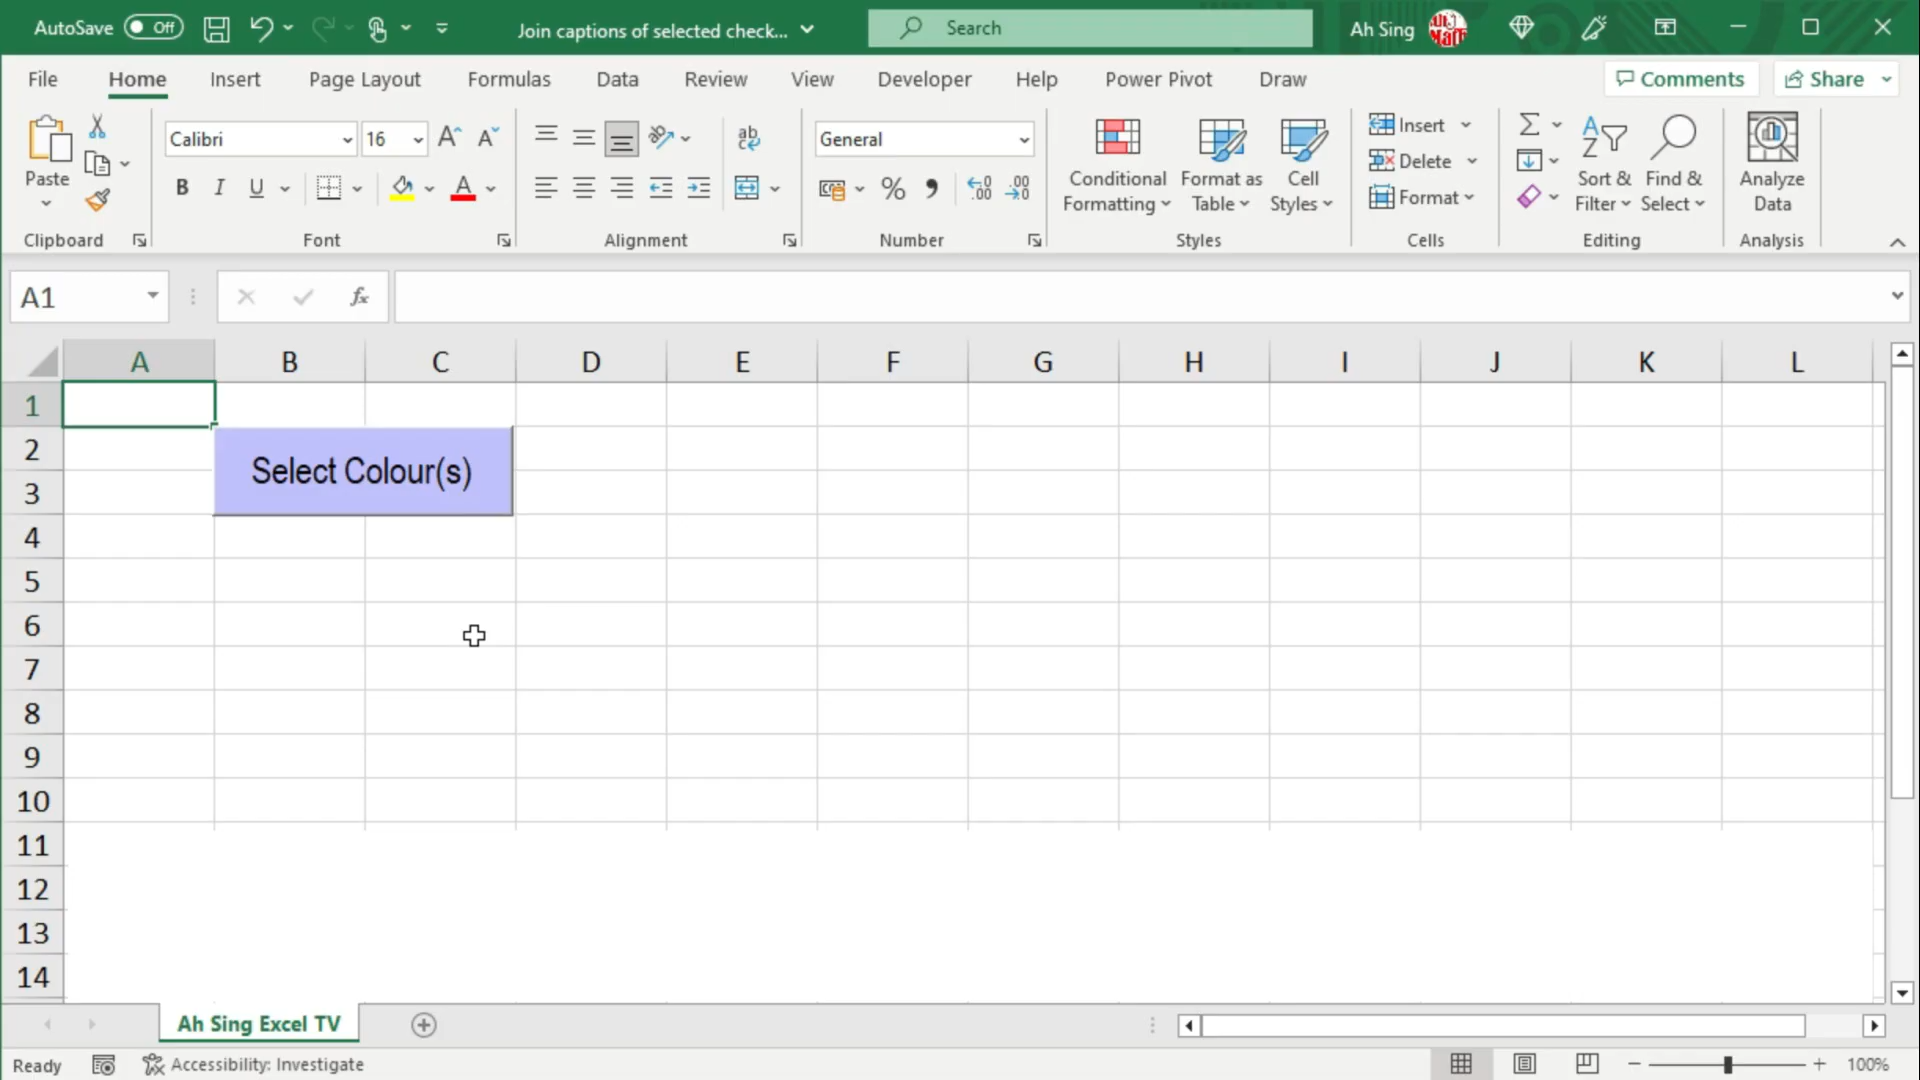 AutoSave Off Join captions of selected check... Search Ah Sing
File Home Insert Page Layout Formulas Data Review View Developer Help Power Pivot Draw Comments Share
Calibri 16 General Insert
Paste Delete
B I U A % Format
Conditional Formatting Format as Table Cell Styles Sort & Filter Find & Select Analyze Data
Clipboard Font Alignment Number Styles Cells Editing Analysis
A1 fx
A B C D E F G H I J K L
1
2
Select Colour(s)
3
4
5
6
7
8
9
10
11
12
13
14
Ah Sing Excel TV
Ready Accessibility: Investigate 100%